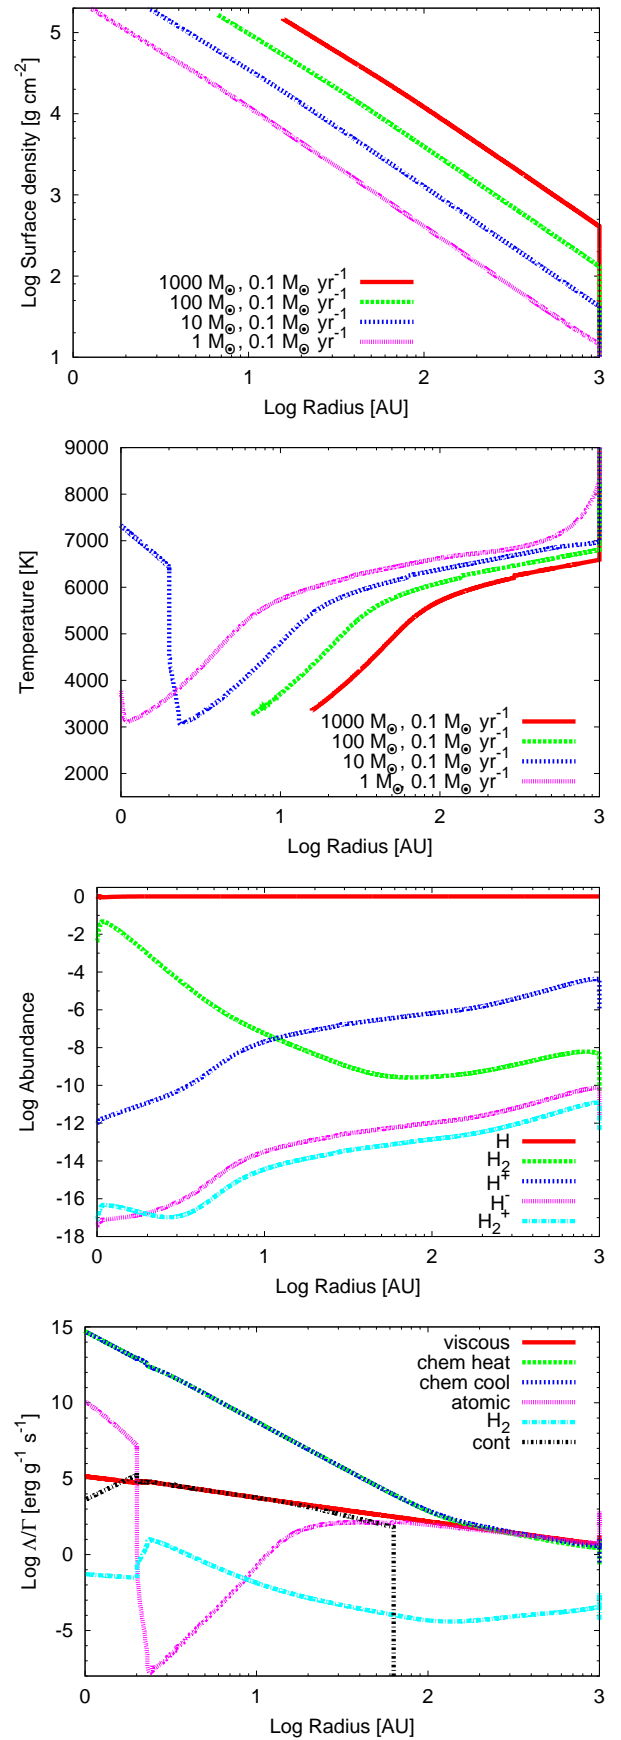 5
4
3
2
1
Log Surface density [g cm⁻²]
1000 M⊙, 0.1 M⊙ yr⁻¹
100 M⊙, 0.1 M⊙ yr⁻¹
10 M⊙, 0.1 M⊙ yr⁻¹
1 M⊙, 0.1 M⊙ yr⁻¹
0 1 2 3
Log Radius [AU]
9000
8000
7000
6000
5000
4000
3000
2000
Temperature [K]
1000 M⊙, 0.1 M⊙ yr⁻¹
100 M⊙, 0.1 M⊙ yr⁻¹
10 M⊙, 0.1 M⊙ yr⁻¹
1 M⊙, 0.1 M⊙ yr⁻¹
0 1 2 3
Log Radius [AU]
0
-2
-4
-6
-8
-10
-12
-14
-16
-18
Log Abundance
H
H₂
H⁺
H⁻
H₂⁺
0 1 2 3
Log Radius [AU]
15
10
5
0
-5
Log Λ/Γ [erg g⁻¹ s⁻¹]
viscous
chem heat
chem cool
atomic
H₂
cont
0 1 2 3
Log Radius [AU]